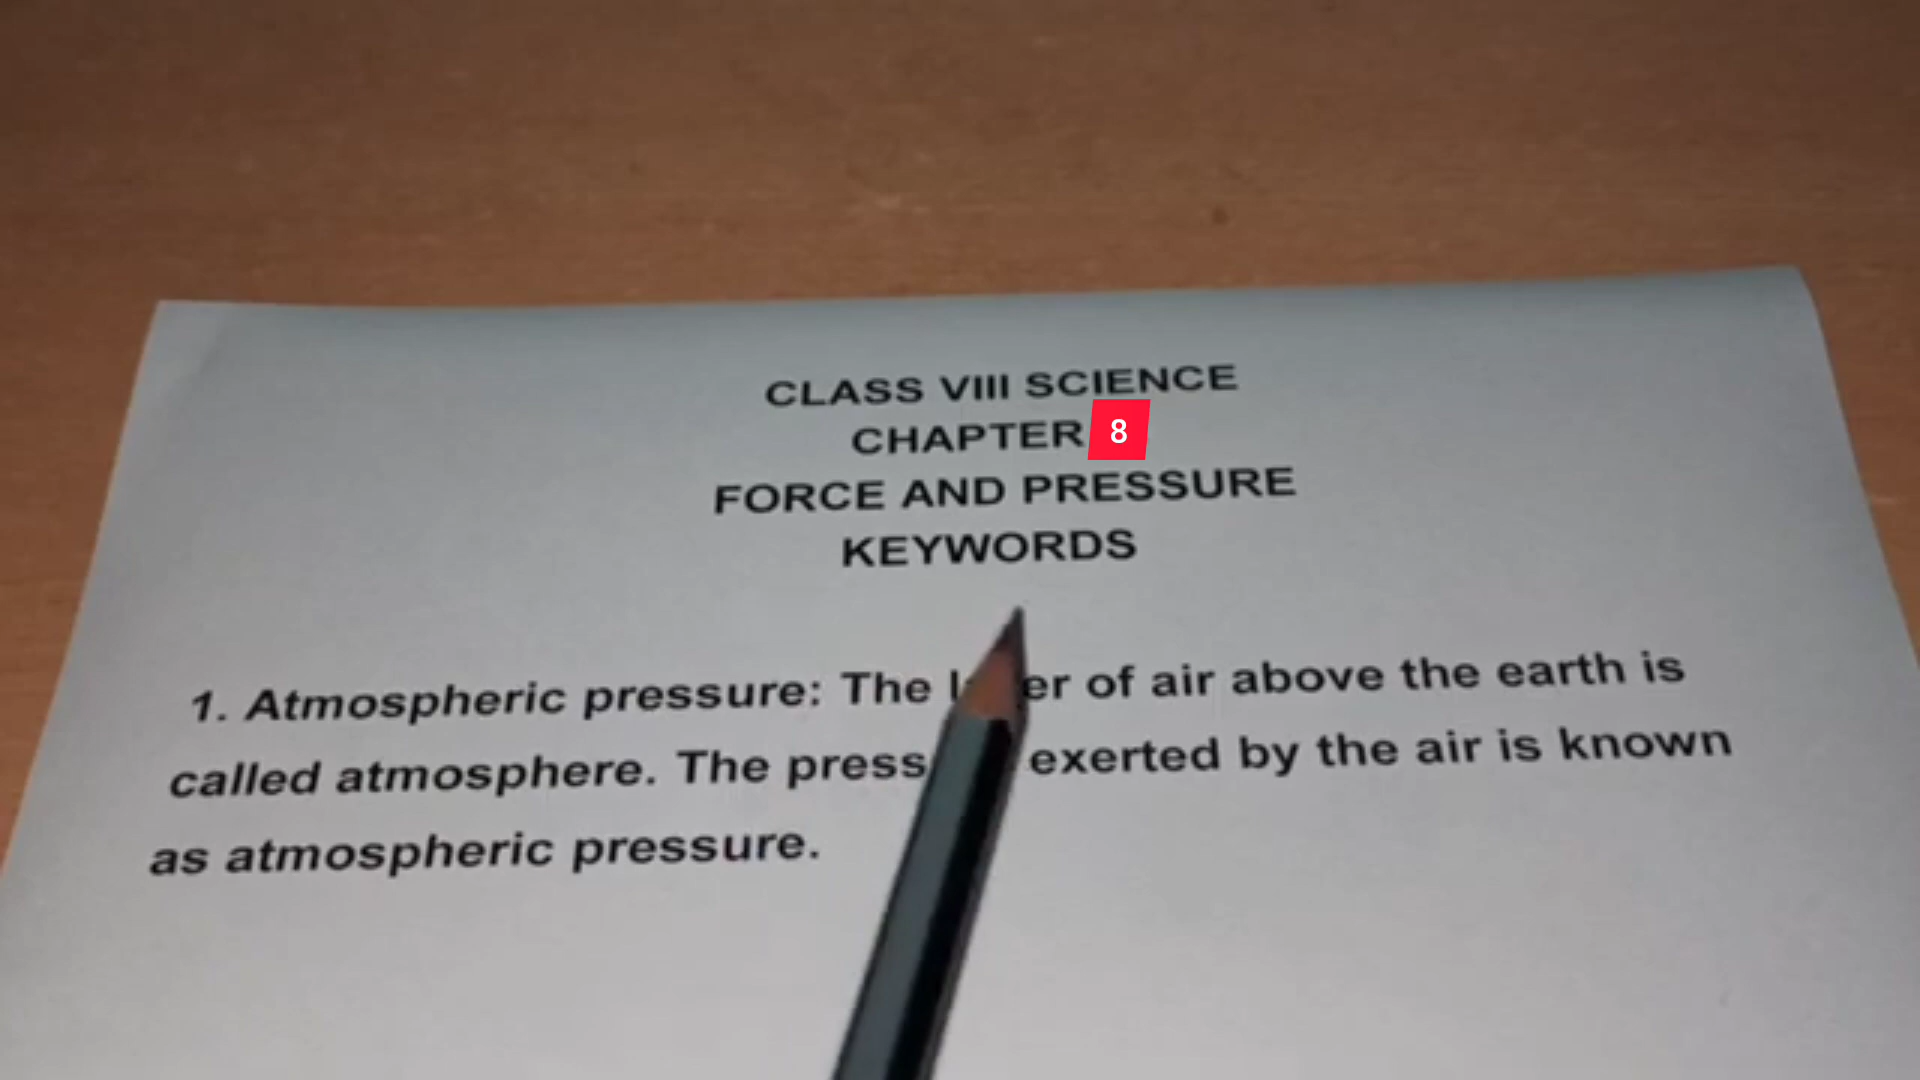 CLASS VIII SCIENCE
CHAPTER 8
FORCE AND PRESSURE
KEYWORDS
1. Atmospheric pressure: The er of air above the earth is
called atmosphere. The press exerted by the air is known
as atmospheric pressure.